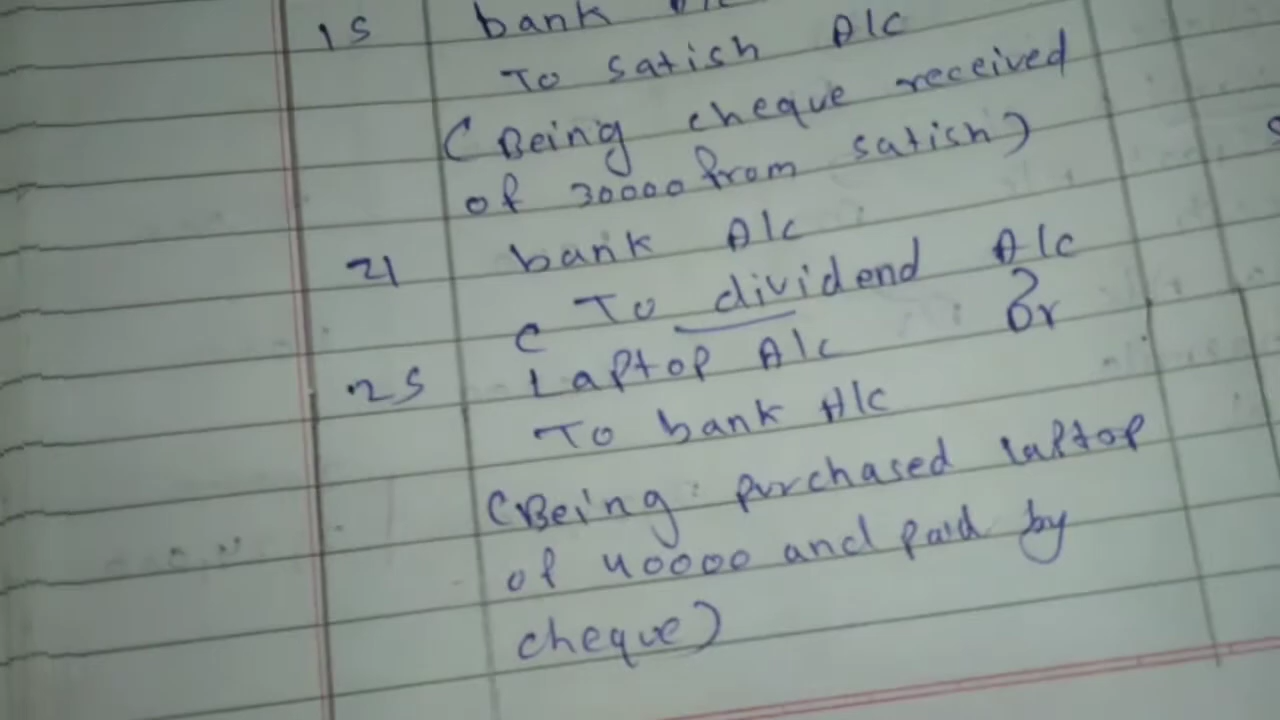 15 bank
To satish A/c
(Being cheque received
of 30000 from satish)
21 bank A/c
To dividend A/c
(
Dr
25 Laptop A/c
To bank A/c
(Being purchased laptop
of 40000 and paid by
cheque)